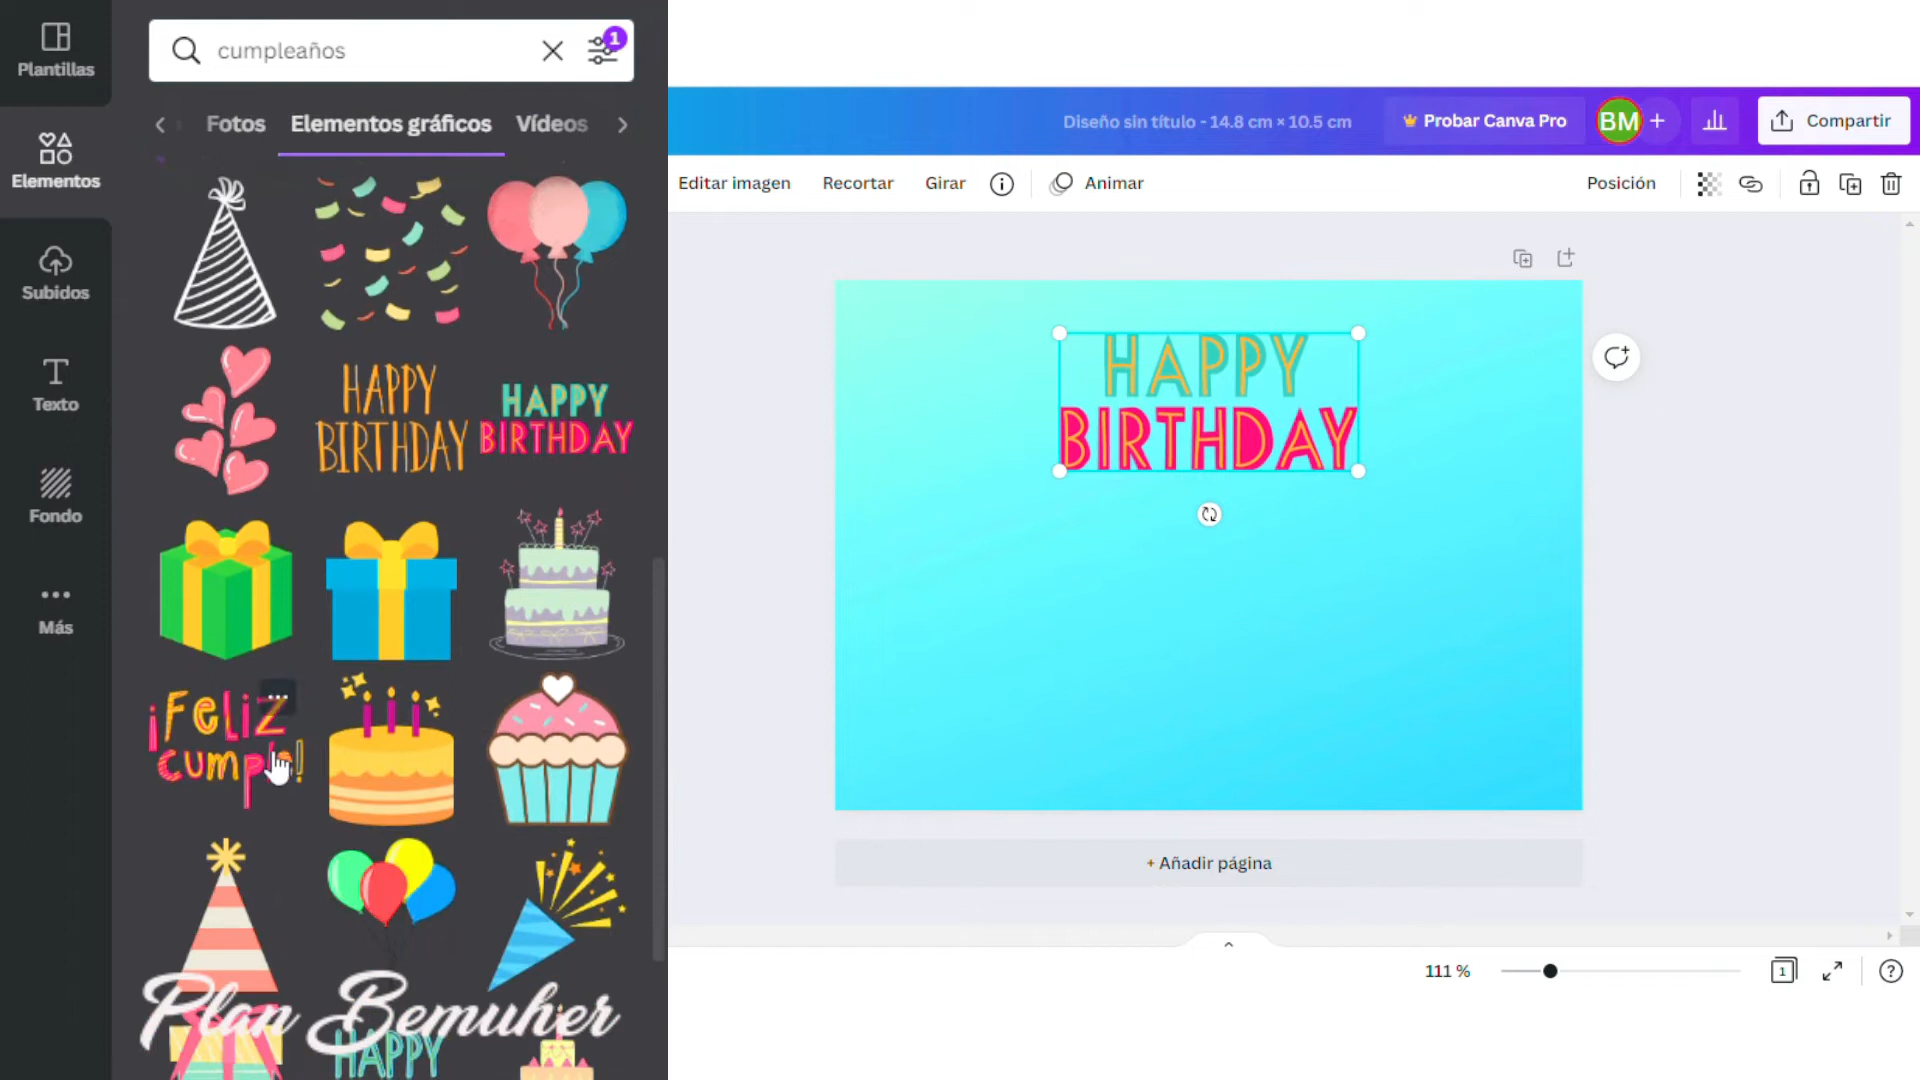 cumpleaños
1
Plantillas
Fotos
Elementos gráficos
Vídeos
Diseño sin título - 14.8 cm × 10.5 cm
Probar Canva Pro
BM
+
Compartir
Elementos
Editar imagen
Recortar
Girar
Animar
Posición
Subidos
Texto
Fondo
Más
HAPPY
BIRTHDAY
HAPPY
BIRTHDAY
¡Feliz
HAPPY
BIRTHDAY
+ Añadir página
111 %
1
?
Plan Bemuher
HAPPY